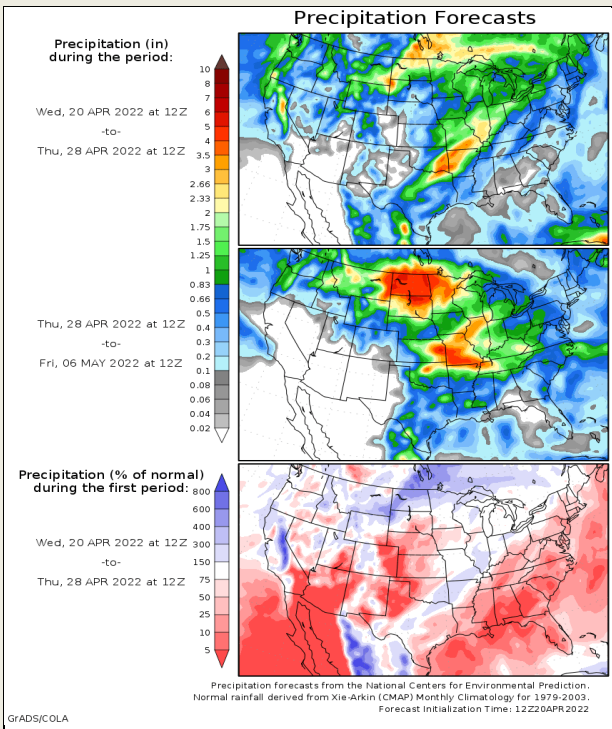 Precipitation Forecasts
Precipitation (in)
during the period:
Wed, 20 APR 2022 at 12Z
-to-
Thu, 28 APR 2022 at 12Z
10
8
7
6
5
4
3.5
3
2.66
2.33
2
1.75
1.5
1.25
1
0.83
0.66
0.5
0.4
0.3
0.2
0.1
0.08
0.06
0.04
0.02
Thu, 28 APR 2022 at 12Z
-to-
Fri, 06 MAY 2022 at 12Z
Precipitation (% of normal)
during the first period:
Wed, 20 APR 2022 at 12Z
-to-
Thu, 28 APR 2022 at 12Z
800
600
400
300
150
75
50
25
10
5
Precipitation forecasts from the National Centers for Environmental Prediction.
Normal rainfall derived from Xie-Arkin (CMAP) Monthly Climatology for 1979-2003.
Forecast Initialization Time: 12Z20APR2022
GrADS/COLA